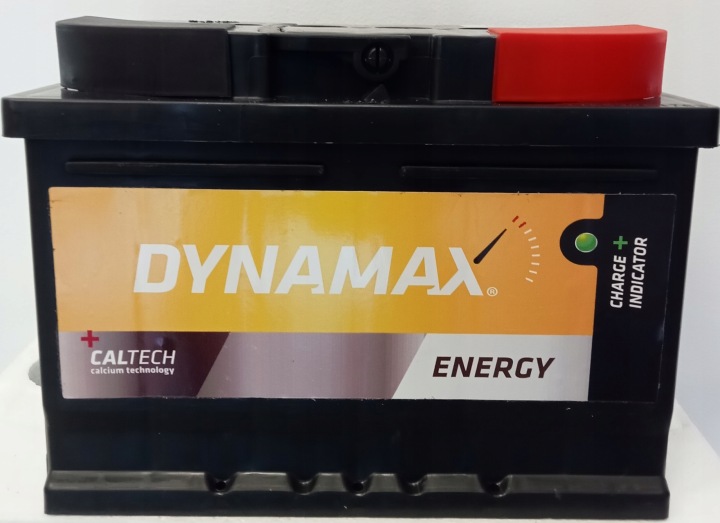 DYNAMAX®
+
CALTECH
calcium technology
ENERGY
CHARGE +
INDICATOR